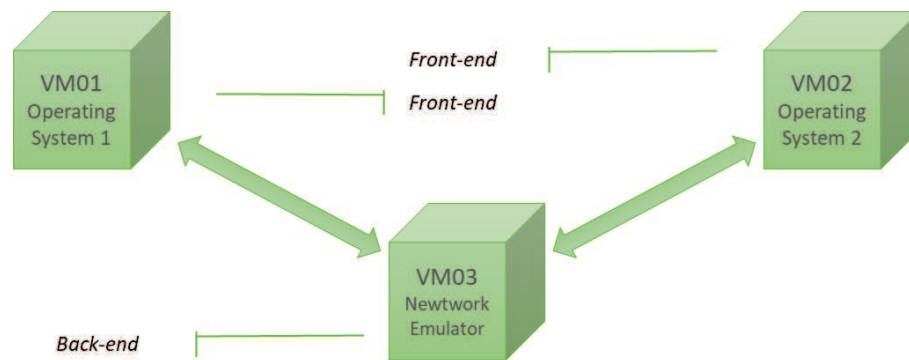 VM01
Operating
System 1
Front-end
Front-end
VM02
Operating
System 2
VM03
Newtwork
Emulator
Back-end